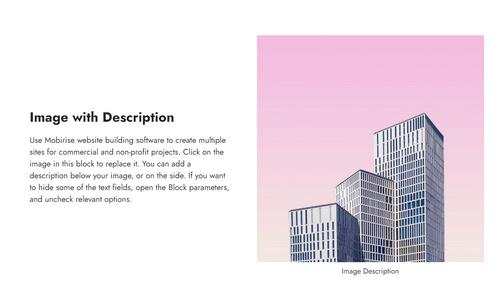 Image with Description
Use Mobirise website building software to create multiple
sites for commercial and non-profit projects. Click on the
image in this block to replace it. You can add a
description below your image, or on the side. If you want
to hide some of the text fields, open the Block parameters,
and uncheck relevant options.
Image Description